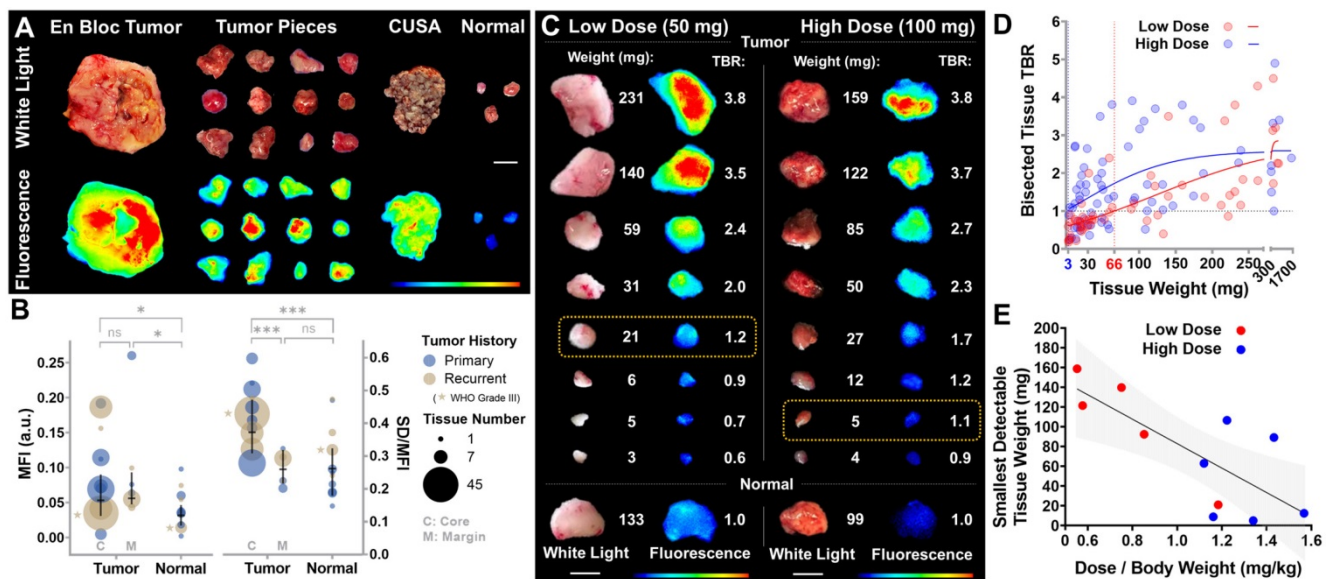 A
En Bloc Tumor Tumor Pieces CUSA Normal
White Light
Fluorescence
B
* ***
ns * *** ns
MFI (a.u.)
0.25
0.20
0.15
0.10
0.05
0.00
C M
Tumor Normal
SD/MFI
0.6
0.5
0.4
0.3
0.2
0.1
0.0
C M
Tumor Normal
Tumor History
Primary
Recurrent
(★ WHO Grade III)
Tissue Number
1
7
45
C: Core
M: Margin
C
Low Dose (50 mg) High Dose (100 mg)
Tumor
Weight (mg): TBR: Weight (mg): TBR:
231 3.8 159 3.8
140 3.5 122 3.7
59 2.4 85 2.7
31 2.0 50 2.3
21 1.2 27 1.7
6 0.9 12 1.2
5 0.7 5 1.1
3 0.6 4 0.9
Normal
133 1.0 99 1.0
White Light Fluorescence White Light Fluorescence
D
Low Dose
High Dose
Bisected Tissue TBR
6
5
4
3
2
1
0
3 30 66 100 150 200 250 300 1700
Tissue Weight (mg)
E
Low Dose
High Dose
Smallest Detectable
Tissue Weight (mg)
200
180
160
140
120
100
80
60
40
20
0
0.4 0.6 0.8 1.0 1.2 1.4 1.6
Dose / Body Weight (mg/kg)